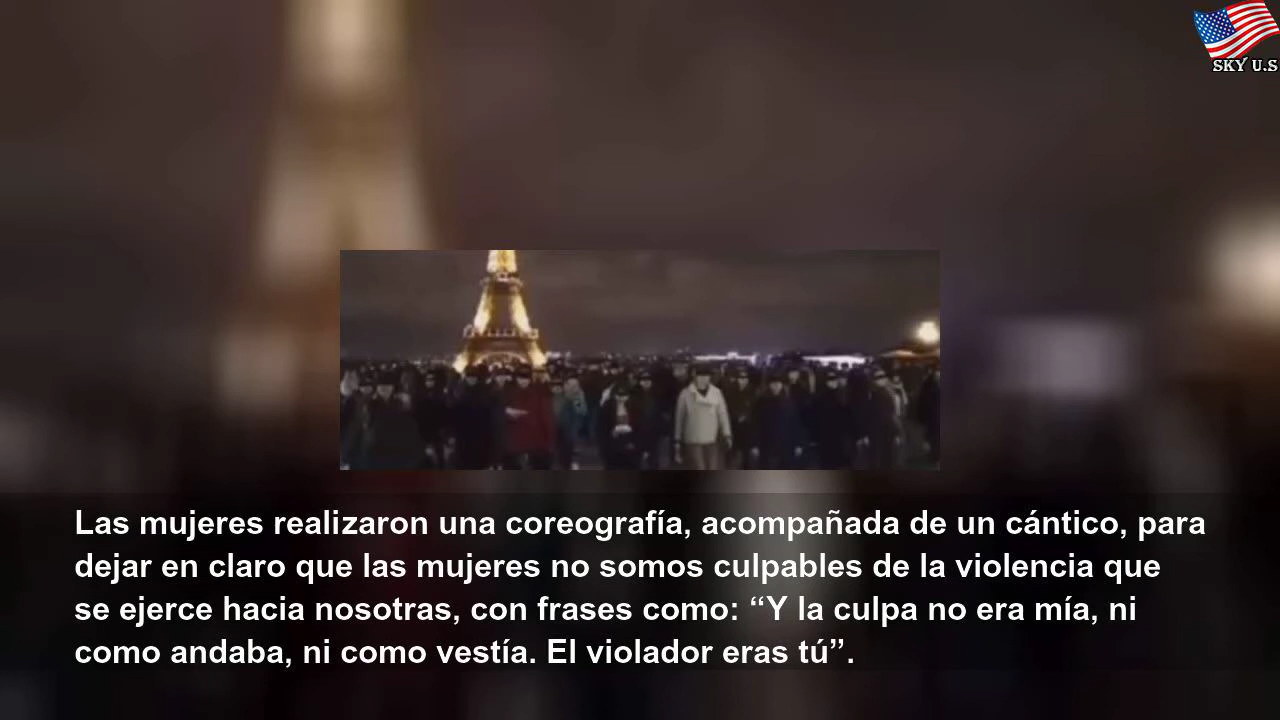 SKY U.S
Las mujeres realizaron una coreografía, acompañada de un cántico, para
dejar en claro que las mujeres no somos culpables de la violencia que
se ejerce hacia nosotras, con frases como: “Y la culpa no era mía, ni
como andaba, ni como vestía. El violador eras tú”.